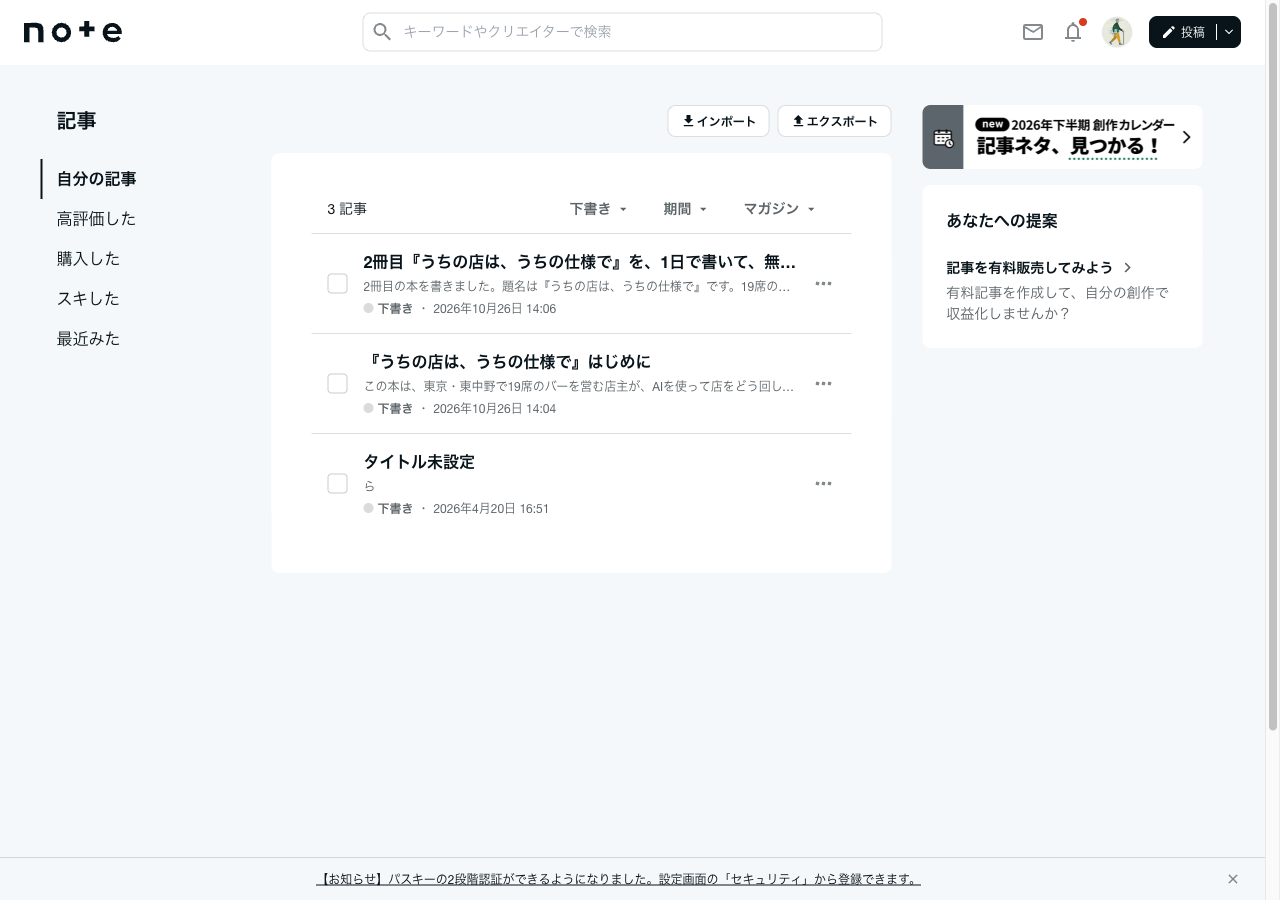 note
キーワードやクリエイターで検索
投稿
記事
インポート
エクスポート
自分の記事
高評価した
購入した
スキした
最近みた
3 記事
下書き
期間
マガジン
2冊目『うちの店は、うちの仕様で』を、1日で書いて、無...
2冊目の本を書きました。題名は『うちの店は、うちの仕様で』です。19席の...
下書き ・ 2026年10月26日 14:06
『うちの店は、うちの仕様で』はじめに
この本は、東京・東中野で19席のバーを営む店主が、AIを使って店をどう回し...
下書き ・ 2026年10月26日 14:04
タイトル未設定
ら
下書き ・ 2026年4月20日 16:51
new 2026年下半期 創作カレンダー
記事ネタ、見つかる！
あなたへの提案
記事を有料販売してみよう
有料記事を作成して、自分の創作で
収益化しませんか？
【お知らせ】パスキーの2段階認証ができるようになりました。設定画面の「セキュリティ」から登録できます。